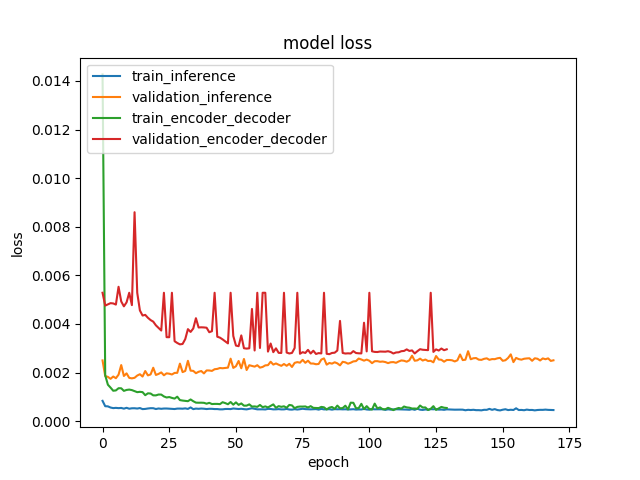 model loss
train_inference
validation_inference
train_encoder_decoder
validation_encoder_decoder
0.014
0.012
0.010
0.008
0.006
0.004
0.002
0.000
loss
0 25 50 75 100 125 150 175
epoch